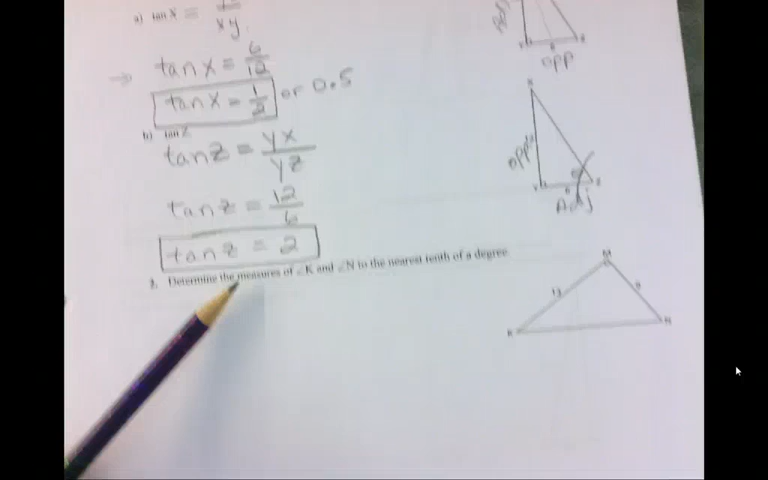 a) tan X =
xy
tan x = 6/12
tan x = 1/2 or 0.5
opp
b) tan Z
tan z = yx/yz
opp
Adj
tan z = 12/6
tan z = 2
2. Determine the measures of ∠K and ∠N to the nearest tenth of a degree
M
K
N